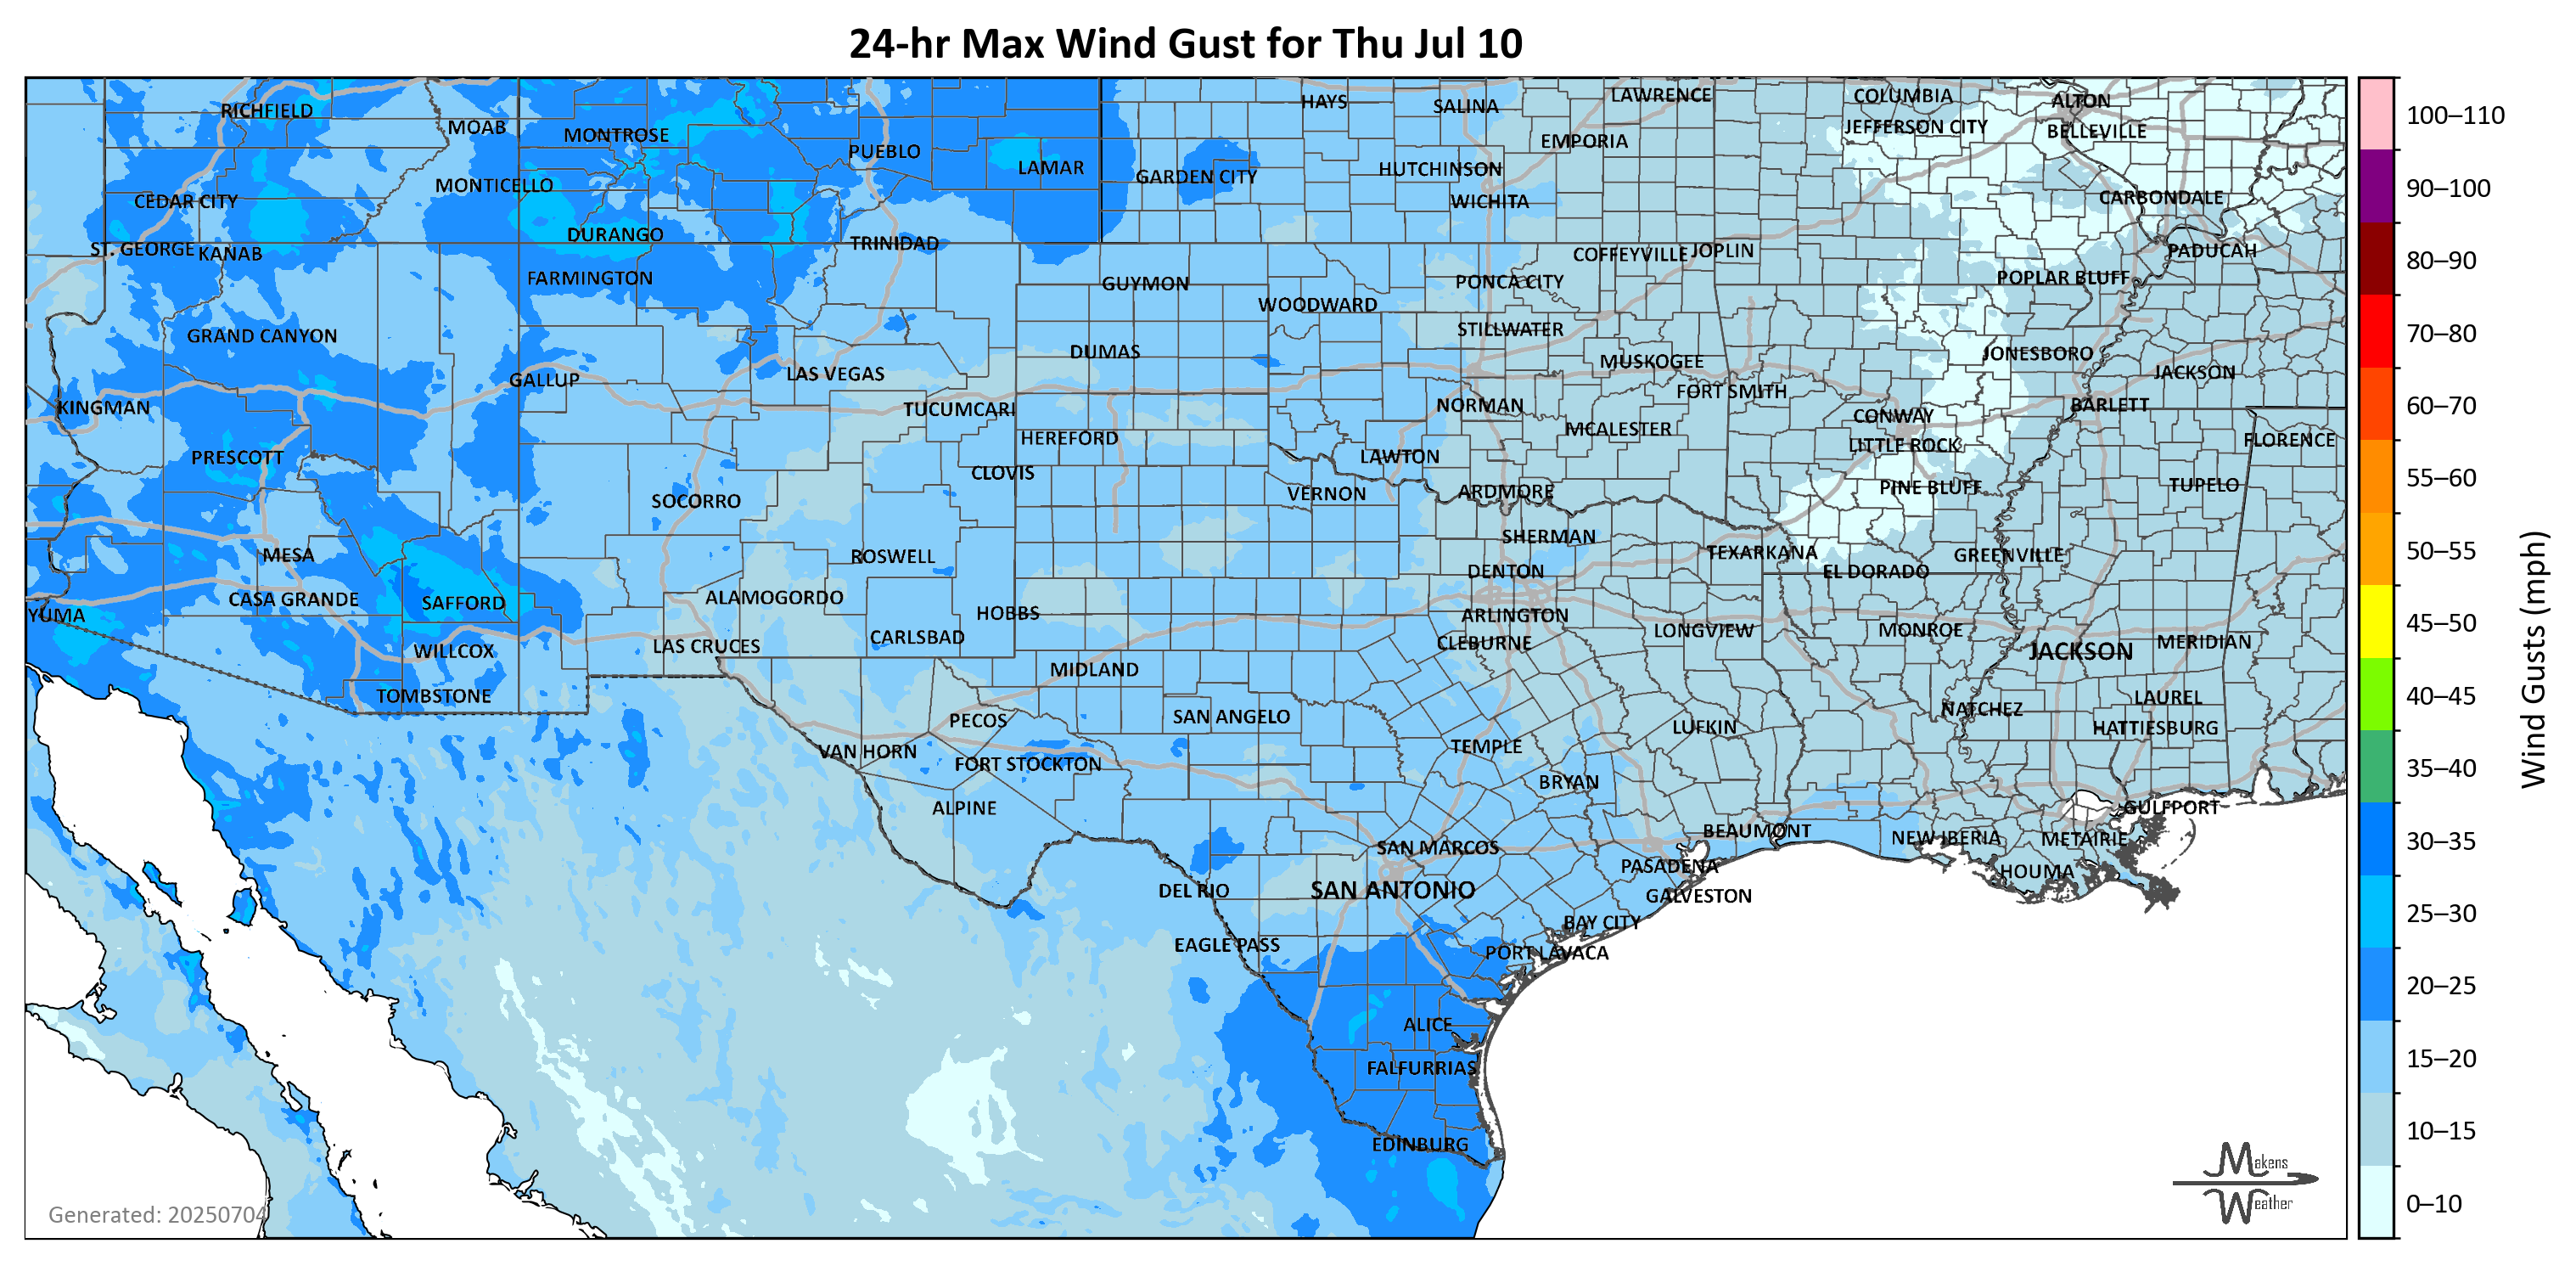 24-hr Max Wind Gust for Thu Jul 10
RICHFIELD
MOAB
MONTROSE
PUEBLO
LAMAR
HAYS
SALINA
LAWRENCE
COLUMBIA
ALTON
JEFFERSON CITY
BELLEVILLE
EMPORIA
GARDEN CITY
HUTCHINSON
MONTICELLO
CEDAR CITY
WICHITA
CARBONDALE
DURANGO
TRINIDAD
ST. GEORGE
KANAB
COFFEYVILLE
JOPLIN
PADUCAH
FARMINGTON
GUYMON
PONCA CITY
POPLAR BLUFF
WOODWARD
GRAND CANYON
STILLWATER
DUMAS
MUSKOGEE
JONESBORO
GALLUP
LAS VEGAS
FORT SMITH
JACKSON
KINGMAN
TUCUMCARI
NORMAN
CONWAY
BARLETT
HEREFORD
MCALESTER
LITTLE ROCK
FLORENCE
PRESCOTT
CLOVIS
LAWTON
SOCORRO
VERNON
ARDMORE
PINE BLUFF
TUPELO
MESA
ROSWELL
SHERMAN
TEXARKANA
GREENVILLE
DENTON
EL DORADO
CASA GRANDE
SAFFORD
ALAMOGORDO
HOBBS
YUMA
ARLINGTON
LAS CRUCES
CARLSBAD
CLEBURNE
LONGVIEW
MONROE
WILLCOX
JACKSON
MERIDIAN
MIDLAND
TOMBSTONE
LAUREL
PECOS
SAN ANGELO
NATCHEZ
HATTIESBURG
LUFKIN
VAN HORN
FORT STOCKTON
TEMPLE
BRYAN
ALPINE
GULFPORT
BEAUMONT
NEW IBERIA
METAIRIE
SAN MARCOS
PASADENA
HOUMA
DEL RIO
SAN ANTONIO
GALVESTON
BAY CITY
EAGLE PASS
PORT LAVACA
ALICE
FALFURRIAS
EDINBURG
Generated: 20250704
Makens
Weather
100–110
90–100
80–90
70–80
60–70
55–60
50–55
45–50
40–45
35–40
30–35
25–30
20–25
15–20
10–15
0–10
Wind Gusts (mph)